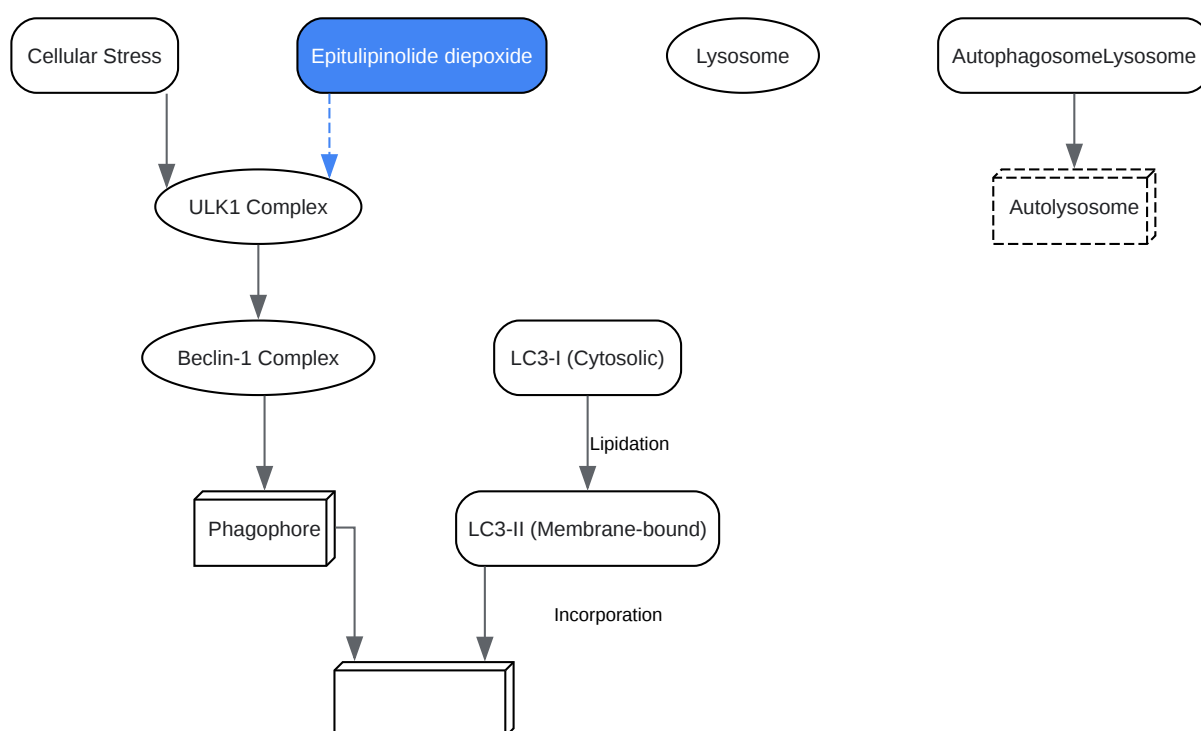 Cellular Stress
Epitulipinolide diepoxide
Lysosome
AutophagosomeLysosome
ULK1 Complex
Autolysosome
Beclin-1 Complex
LC3-I (Cytosolic)
Lipidation
Phagophore
LC3-II (Membrane-bound)
Incorporation